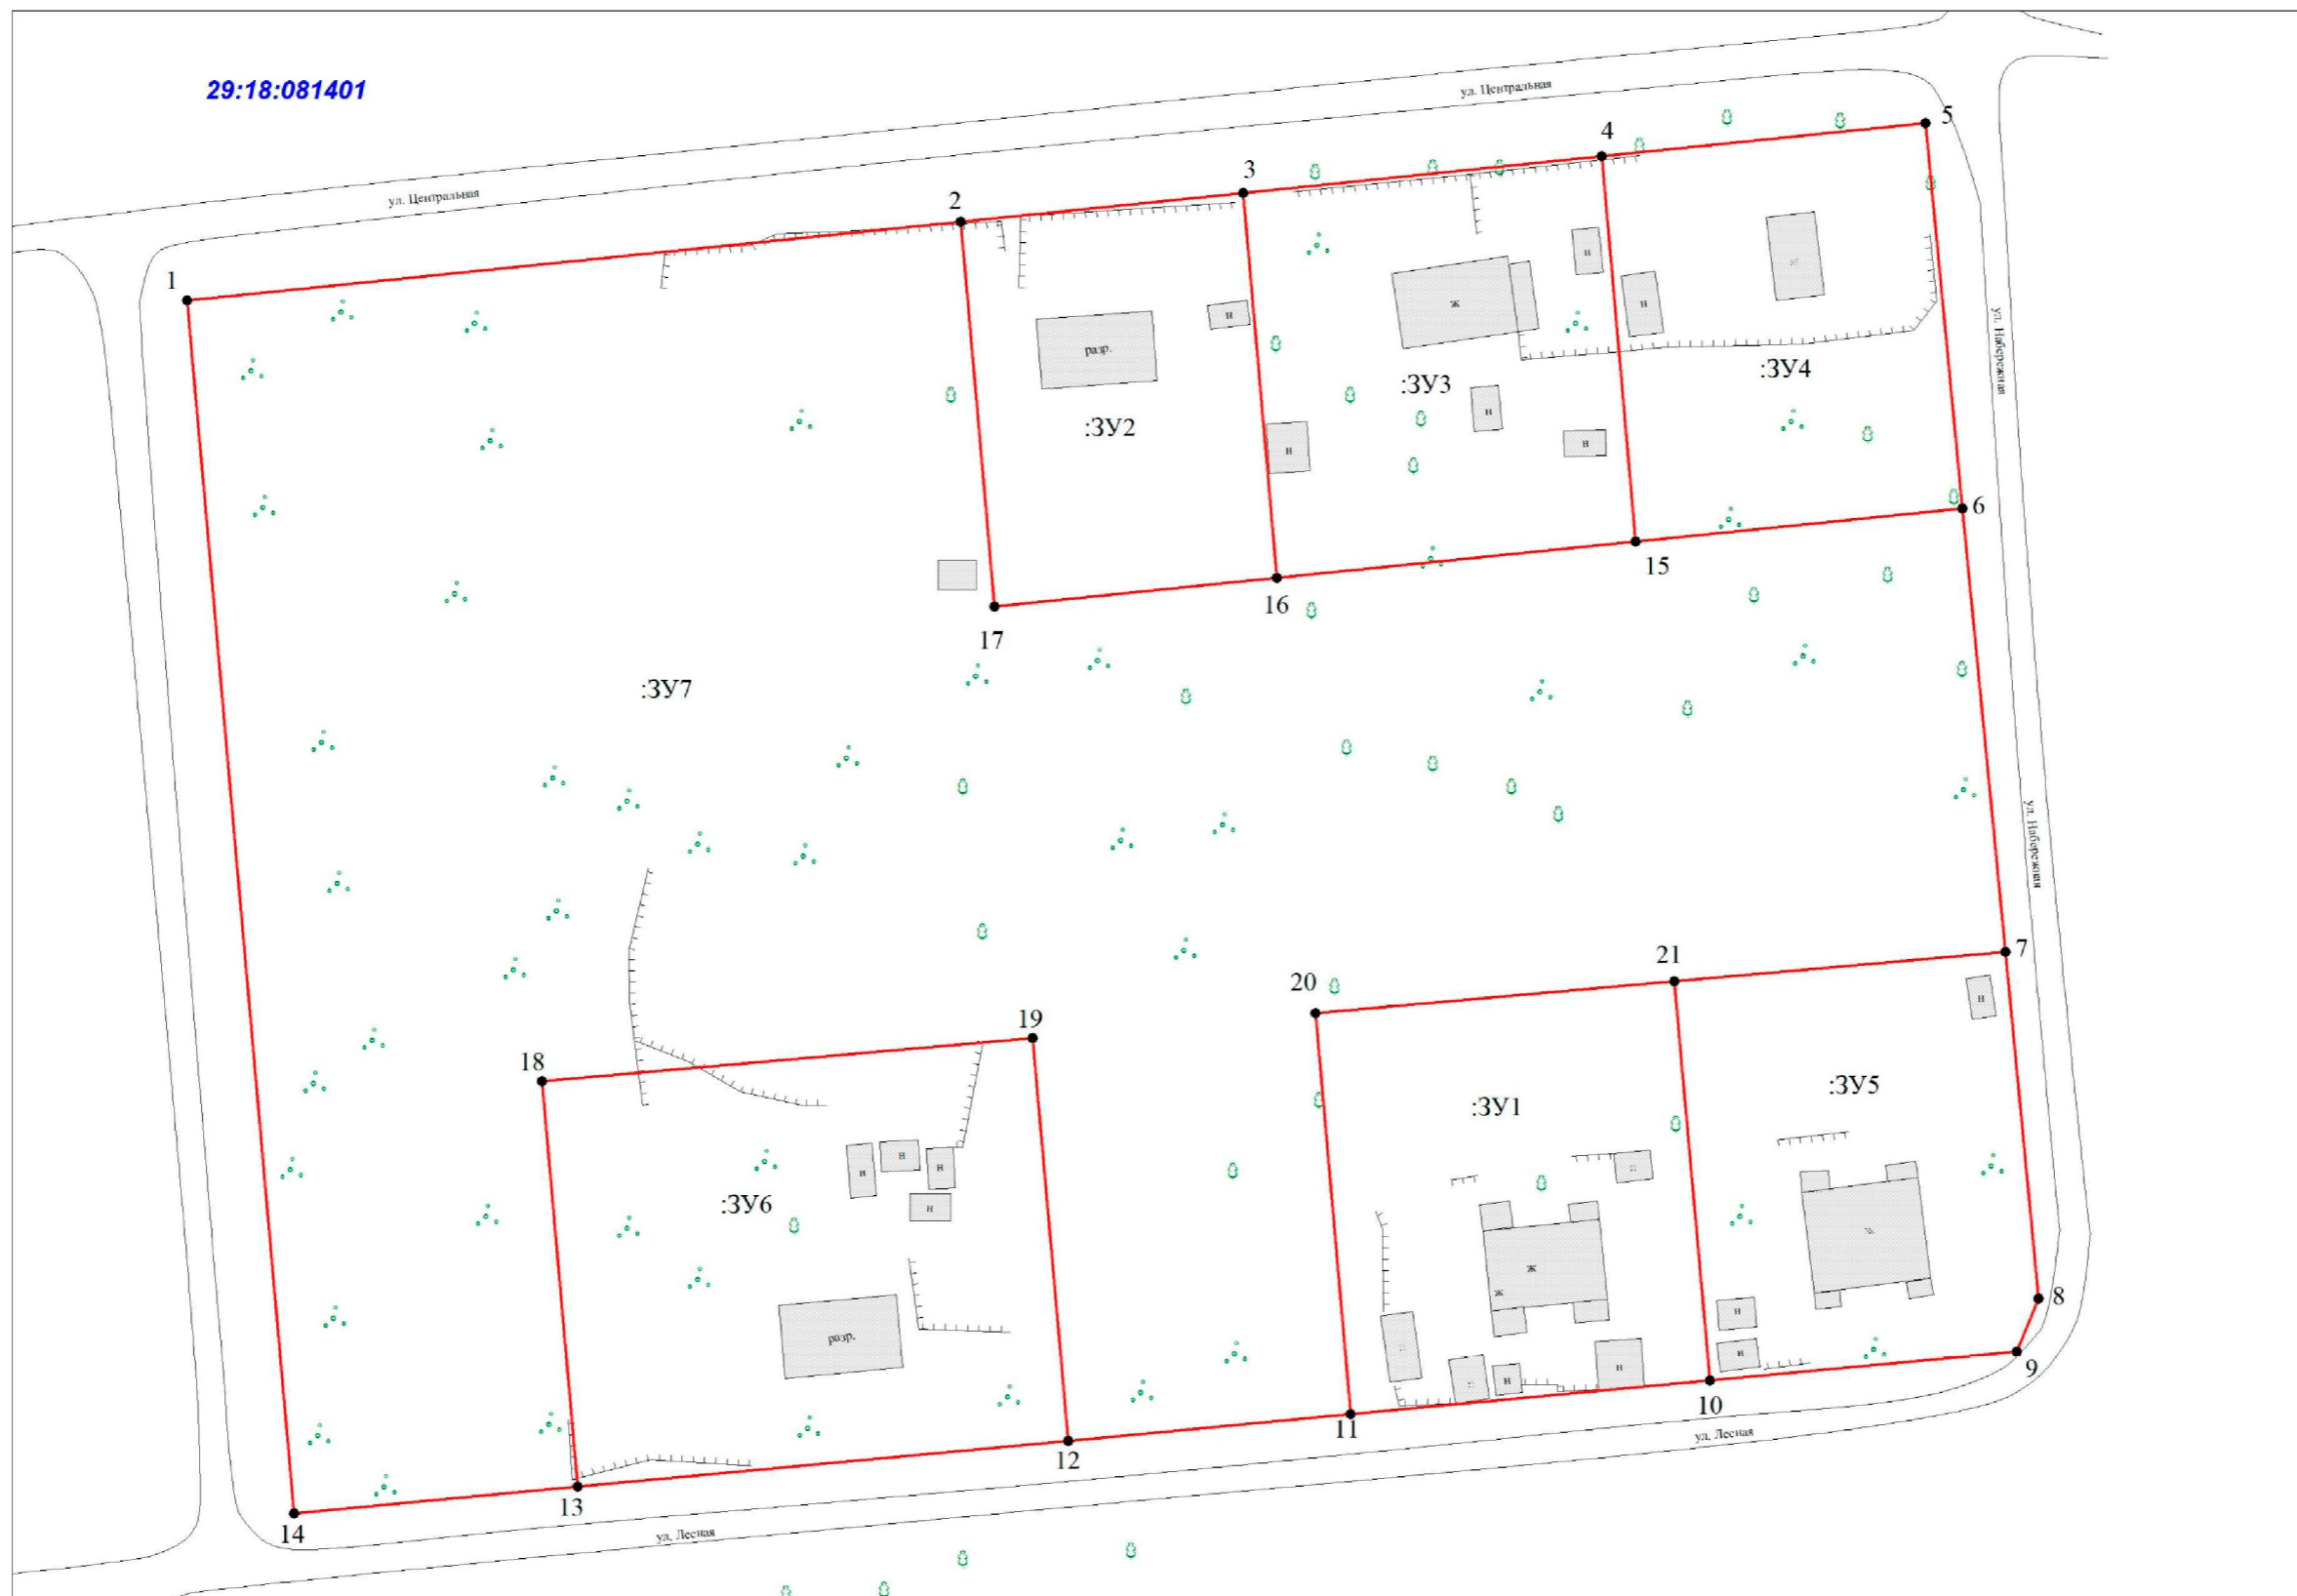 29:18:081401
ул. Центральная
ул. Центральная
5
4
3
2
1
н
н
ж
н
н
разр.
ул. Набережная
:ЗУ4
:ЗУ3
н
:ЗУ2
н
н
6
15
16
17
:ЗУ7
ул. Набережная
7
21
20
н
19
18
:ЗУ5
:ЗУ1
н
н
н
:ЗУ6
н
ж
ж
8
н
разр.
н
9
н
н
10
11
ул. Лесная
12
13
14
ул. Лесная